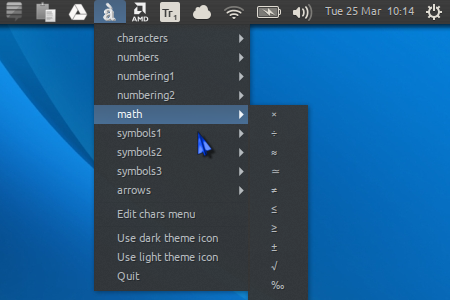 á AMD Tr1 Tue 25 Mar 10:14
characters
numbers
numbering1
numbering2
math
symbols1
symbols2
symbols3
arrows
Edit chars menu
Use dark theme icon
Use light theme icon
Quit
×
÷
≈
≃
≠
≤
≥
±
√
‰